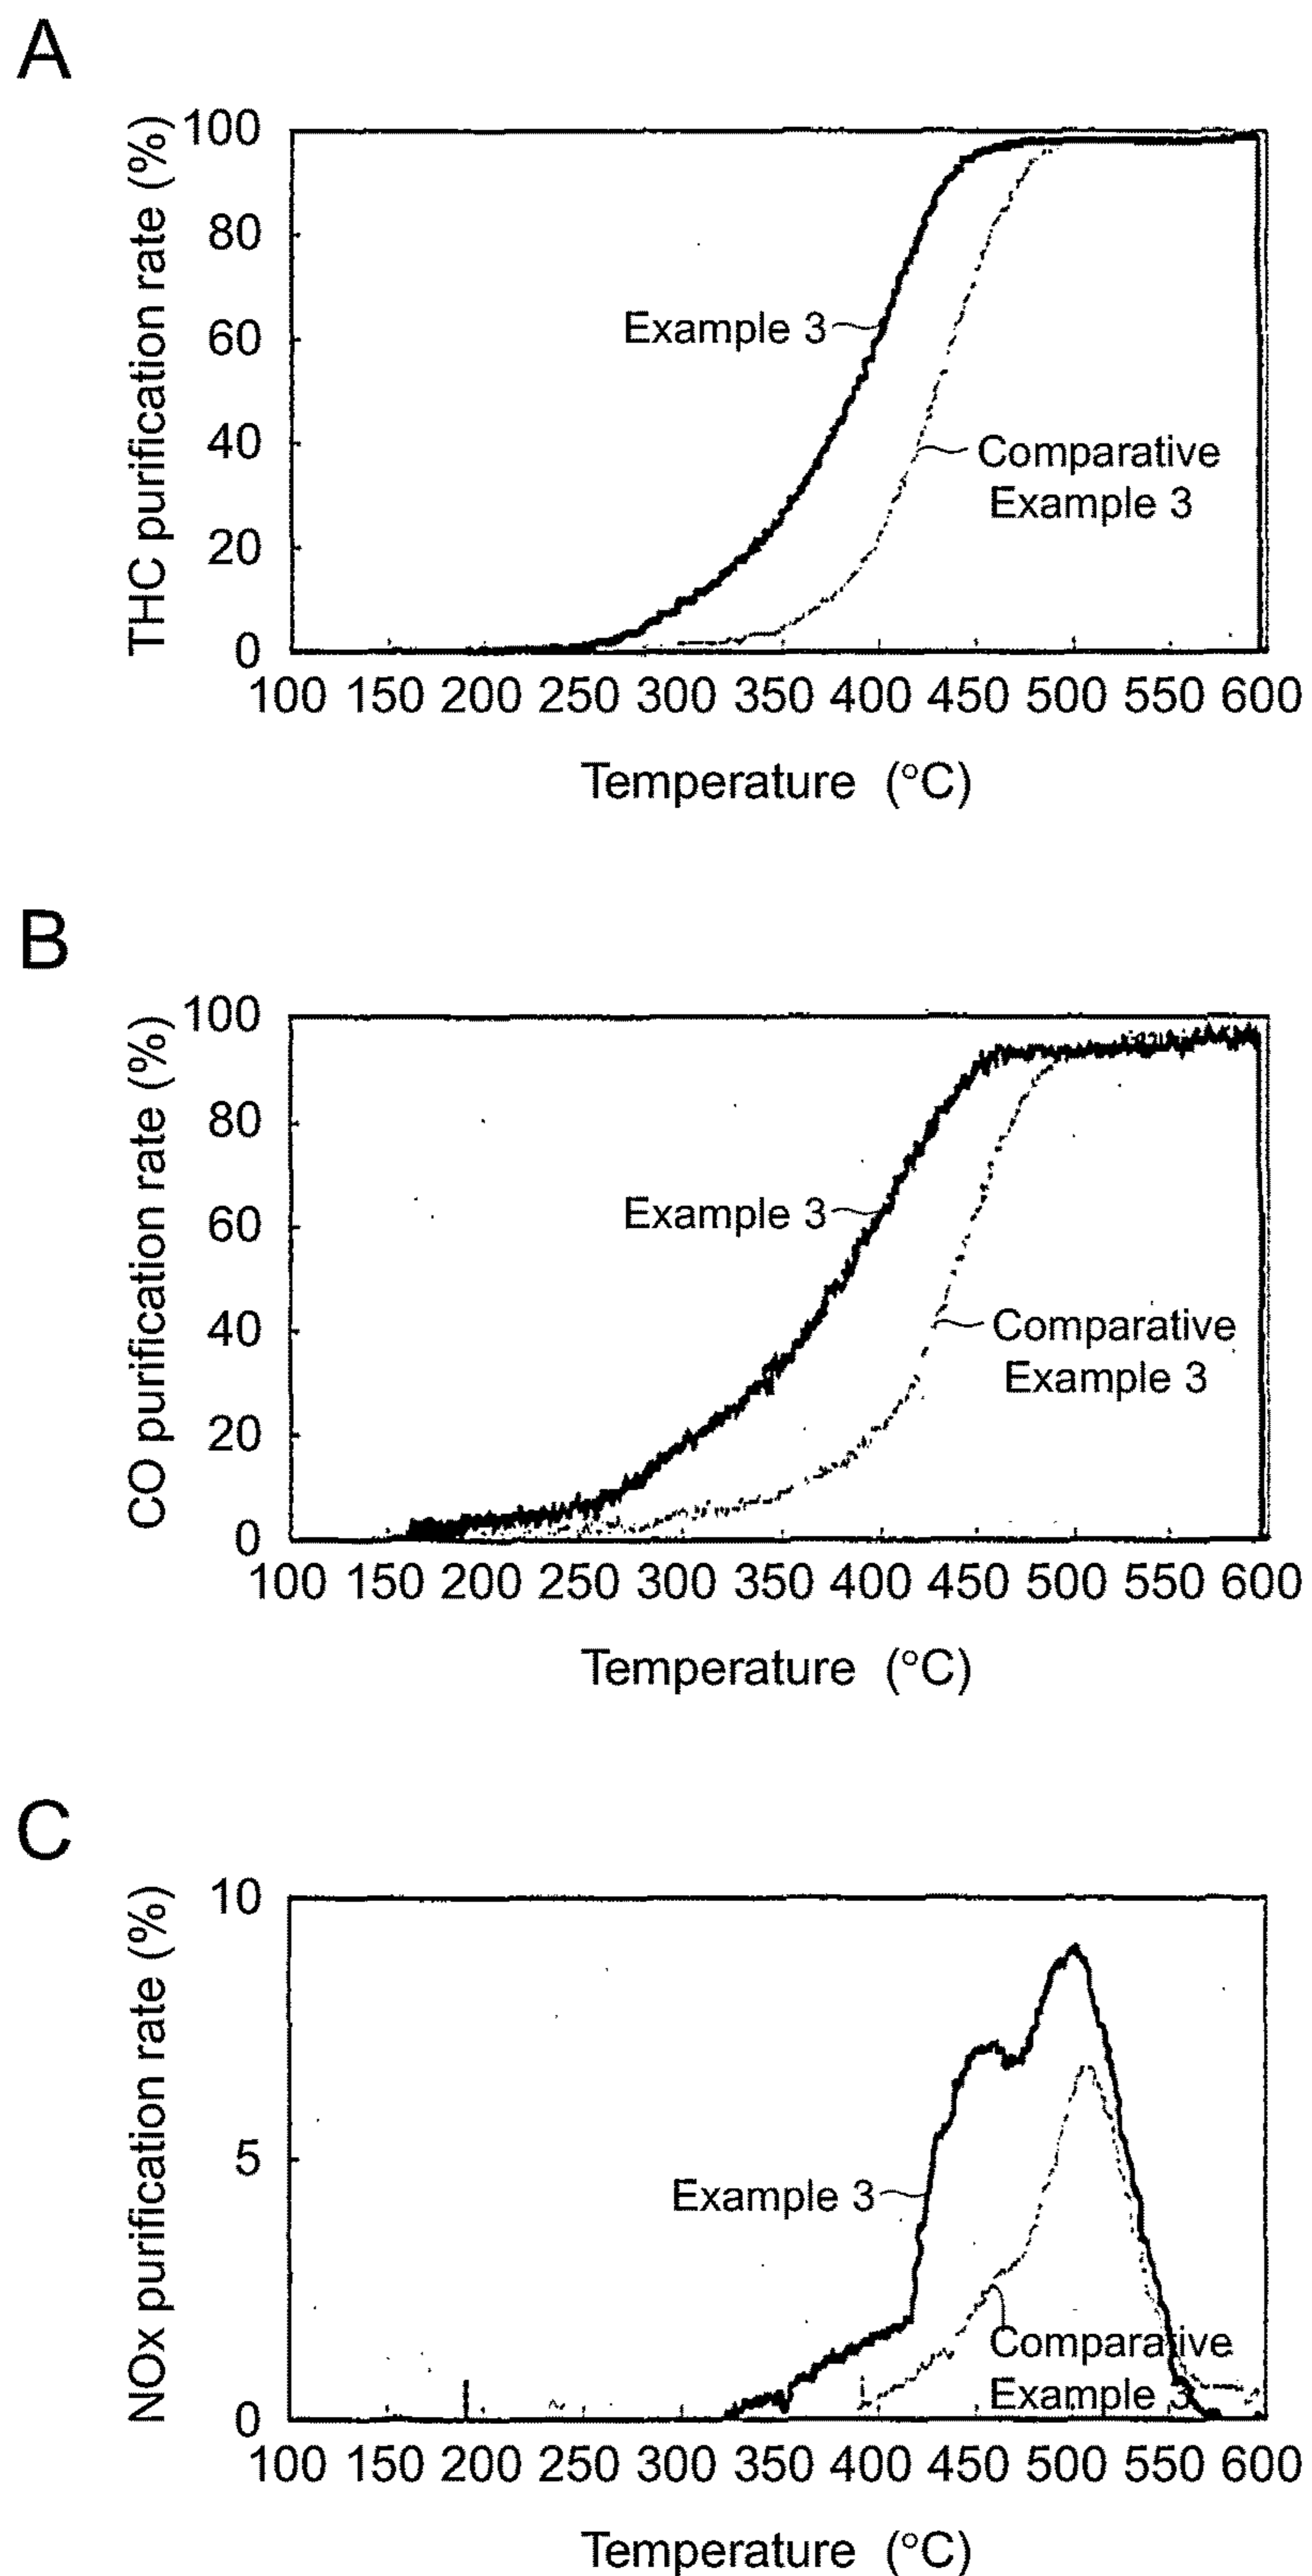 A
THC purification rate (%)
100
80
60
40
20
0
Example 3
Comparative
Example 3
100 150 200 250 300 350 400 450 500 550 600
Temperature (°C)
B
CO purification rate (%)
100
80
60
40
20
0
Example 3
Comparative
Example 3
100 150 200 250 300 350 400 450 500 550 600
Temperature (°C)
C
NOx purification rate (%)
10
5
0
Example 3
Comparative
Example 3
100 150 200 250 300 350 400 450 500 550 600
Temperature (°C)